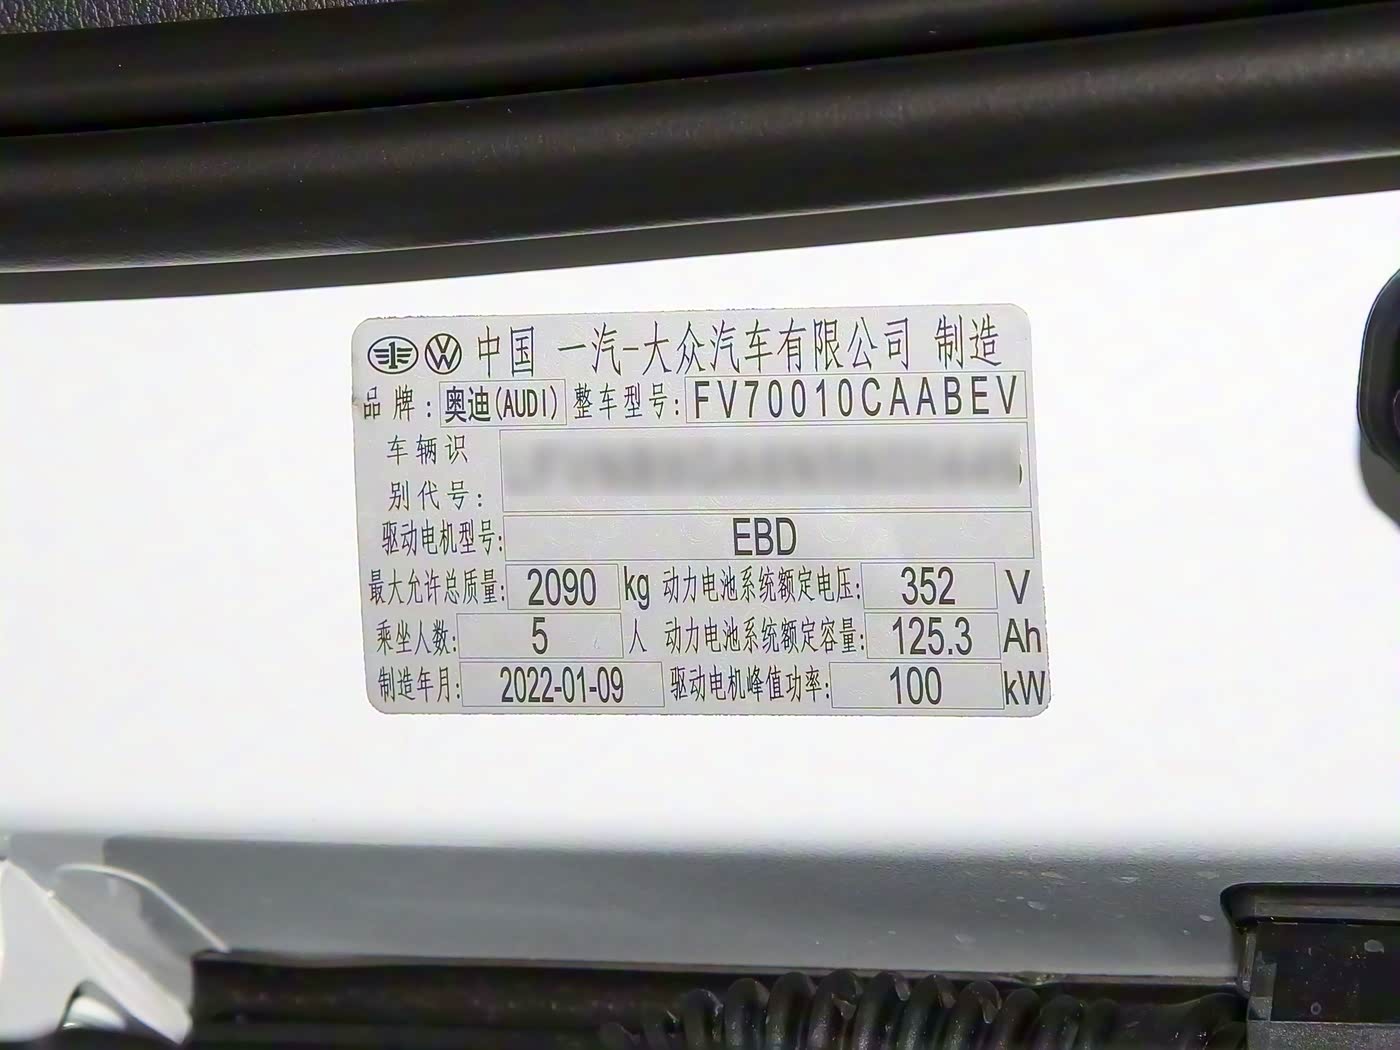 中国 一汽-大众汽车有限公司 制造
品牌: 奥迪(AUDI) 整车型号: FV70010CAABEV
车辆识
别代号:
驱动电机型号: EBD
最大允许总质量: 2090 kg 动力电池系统额定电压: 352 V
乘坐人数: 5 人 动力电池系统额定容量: 125.3 Ah
制造年月: 2022-01-09 驱动电机峰值功率: 100 kW